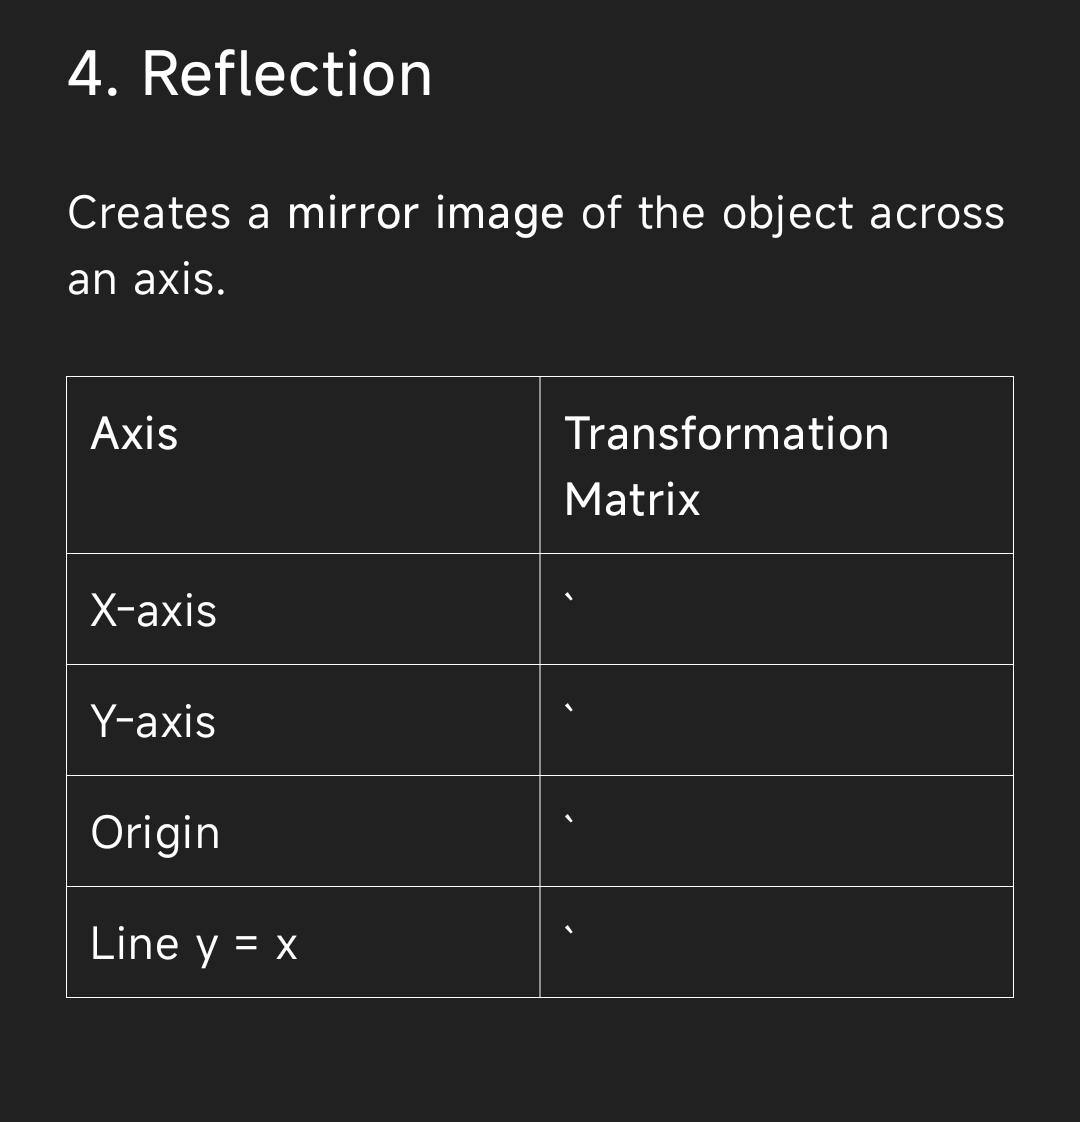 4. Reflection
Creates a mirror image of the object across
an axis.
Axis
Transformation
Matrix
X-axis
`
Y-axis
`
Origin
`
Line y = x
`